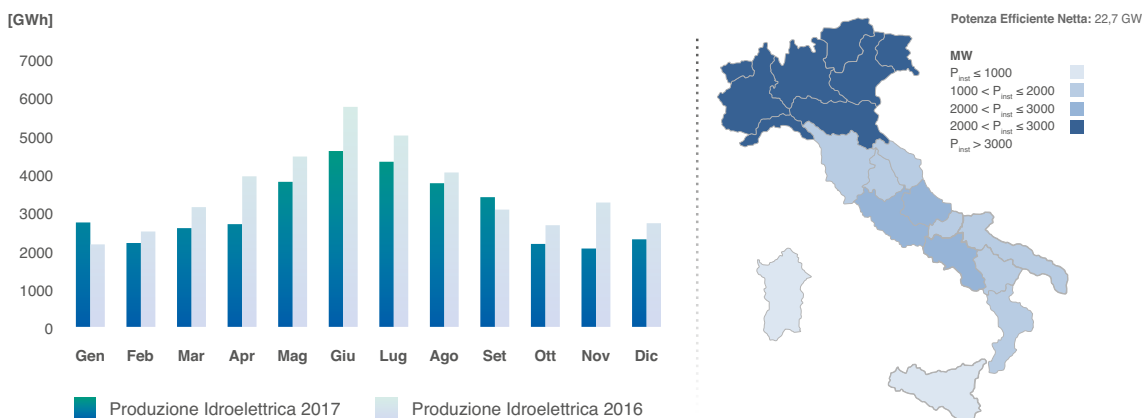 [GWh]
7000
6000
5000
4000
3000
2000
1000
0
Gen Feb Mar Apr Mag Giu Lug Ago Set Ott Nov Dic
Produzione Idroelettrica 2017 Produzione Idroelettrica 2016
Potenza Efficiente Netta: 22,7 GW
MW
Pinst ≤ 1000
1000 < Pinst ≤ 2000
2000 < Pinst ≤ 3000
2000 < Pinst ≤ 3000
Pinst > 3000